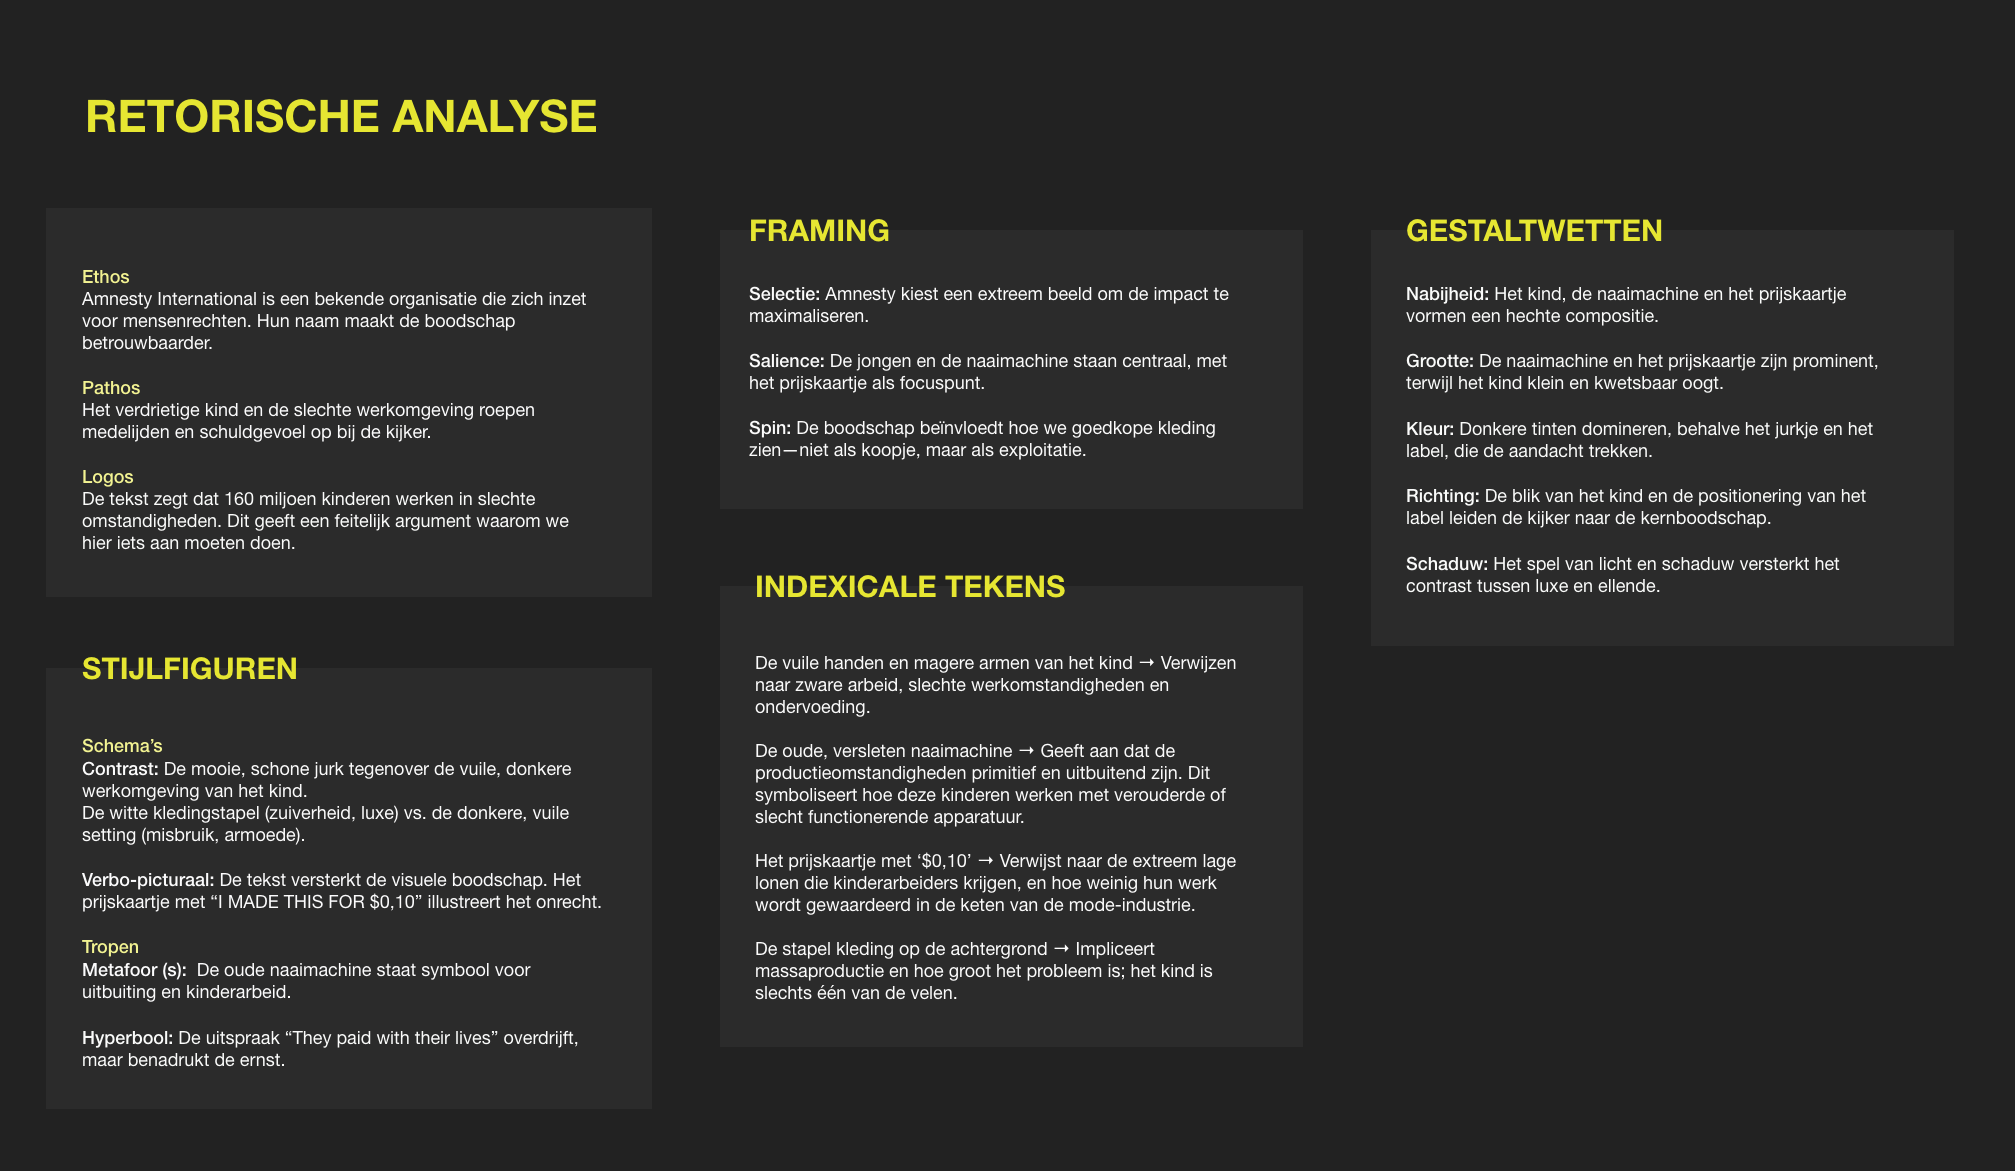 RETORISCHE ANALYSE
Ethos
Amnesty International is een bekende organisatie die zich inzet
voor mensenrechten. Hun naam maakt de boodschap
betrouwbaarder.
Pathos
Het verdrietige kind en de slechte werkomgeving roepen
medelijden en schuldgevoel op bij de kijker.
Logos
De tekst zegt dat 160 miljoen kinderen werken in slechte
omstandigheden. Dit geeft een feitelijk argument waarom we
hier iets aan moeten doen.
STIJLFIGUREN
Schema’s
Contrast: De mooie, schone jurk tegenover de vuile, donkere
werkomgeving van het kind.
De witte kledingstapel (zuiverheid, luxe) vs. de donkere, vuile
setting (misbruik, armoede).
Verbo-picturaal: De tekst versterkt de visuele boodschap. Het
prijskaartje met “I MADE THIS FOR $0,10” illustreert het onrecht.
Tropen
Metafoor (s):  De oude naaimachine staat symbool voor
uitbuiting en kinderarbeid.
Hyperbool: De uitspraak “They paid with their lives” overdrijft,
maar benadrukt de ernst.
FRAMING
Selectie: Amnesty kiest een extreem beeld om de impact te
maximaliseren.
Salience: De jongen en de naaimachine staan centraal, met
het prijskaartje als focuspunt.
Spin: De boodschap beïnvloedt hoe we goedkope kleding
zien—niet als koopje, maar als exploitatie.
INDEXICALE TEKENS
De vuile handen en magere armen van het kind → Verwijzen
naar zware arbeid, slechte werkomstandigheden en
ondervoeding.
De oude, versleten naaimachine → Geeft aan dat de
productieomstandigheden primitief en uitbuitend zijn. Dit
symboliseert hoe deze kinderen werken met verouderde of
slecht functionerende apparatuur.
Het prijskaartje met ‘$0,10’ → Verwijst naar de extreem lage
lonen die kinderarbeiders krijgen, en hoe weinig hun werk
wordt gewaardeerd in de keten van de mode-industrie.
De stapel kleding op de achtergrond → Impliceert
massaproductie en hoe groot het probleem is; het kind is
slechts één van de velen.
GESTALTWETTEN
Nabijheid: Het kind, de naaimachine en het prijskaartje
vormen een hechte compositie.
Grootte: De naaimachine en het prijskaartje zijn prominent,
terwijl het kind klein en kwetsbaar oogt.
Kleur: Donkere tinten domineren, behalve het jurkje en het
label, die de aandacht trekken.
Richting: De blik van het kind en de positionering van het
label leiden de kijker naar de kernboodschap.
Schaduw: Het spel van licht en schaduw versterkt het
contrast tussen luxe en ellende.